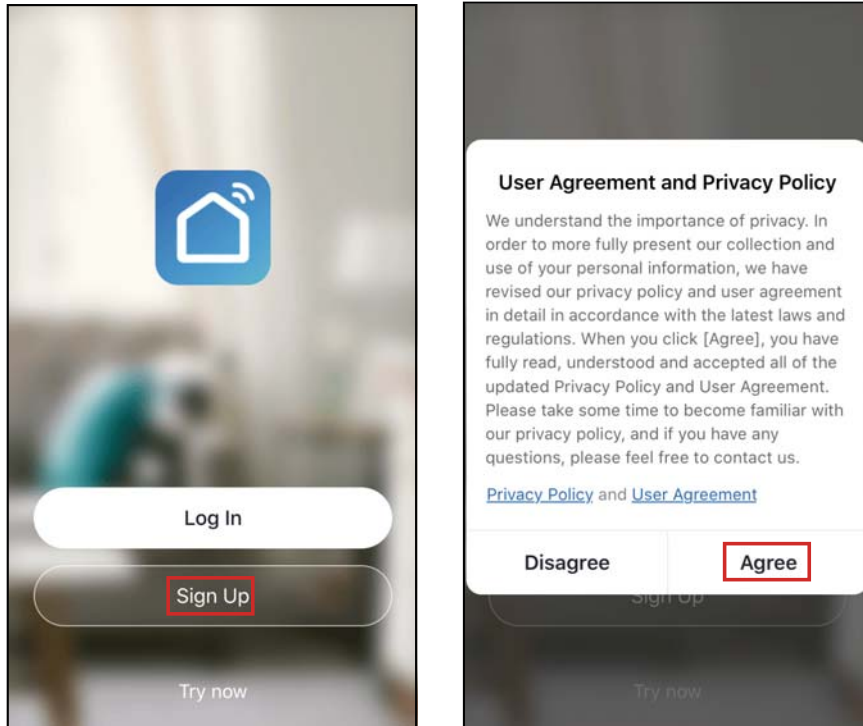 Log In
Sign Up
Try now
User Agreement and Privacy Policy
We understand the importance of privacy. In
order to more fully present our collection and
use of your personal information, we have
revised our privacy policy and user agreement
in detail in accordance with the latest laws and
regulations. When you click [Agree], you have
fully read, understood and accepted all of the
updated Privacy Policy and User Agreement.
Please take some time to become familiar with
our privacy policy, and if you have any
questions, please feel free to contact us.
Privacy Policy and User Agreement
Disagree Agree
Sign Up
Try now